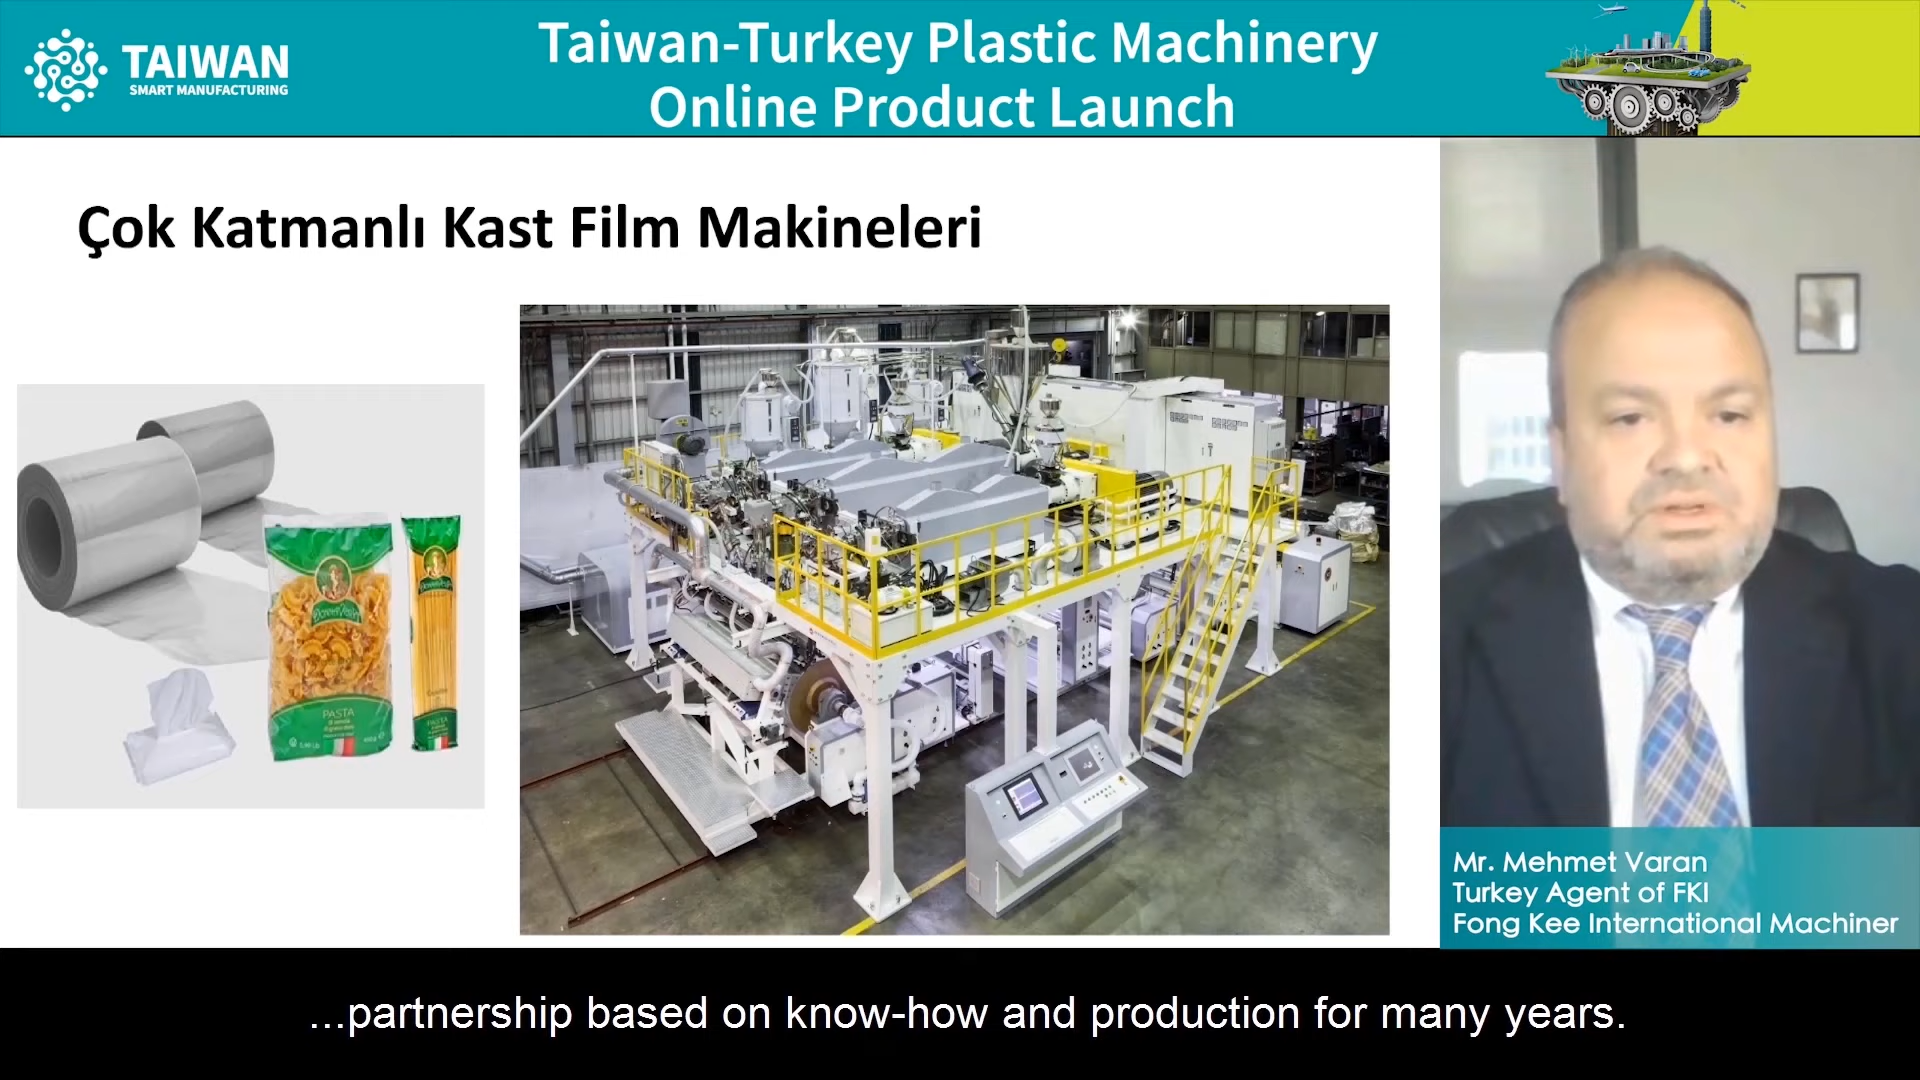 TAIWAN
SMART MANUFACTURING
Taiwan-Turkey Plastic Machinery
Online Product Launch
Çok Katmanlı Kast Film Makineleri
PASTA
PASTA
Mr. Mehmet Varan
Turkey Agent of FKI
Fong Kee International Machiner
...partnership based on know-how and production for many years.